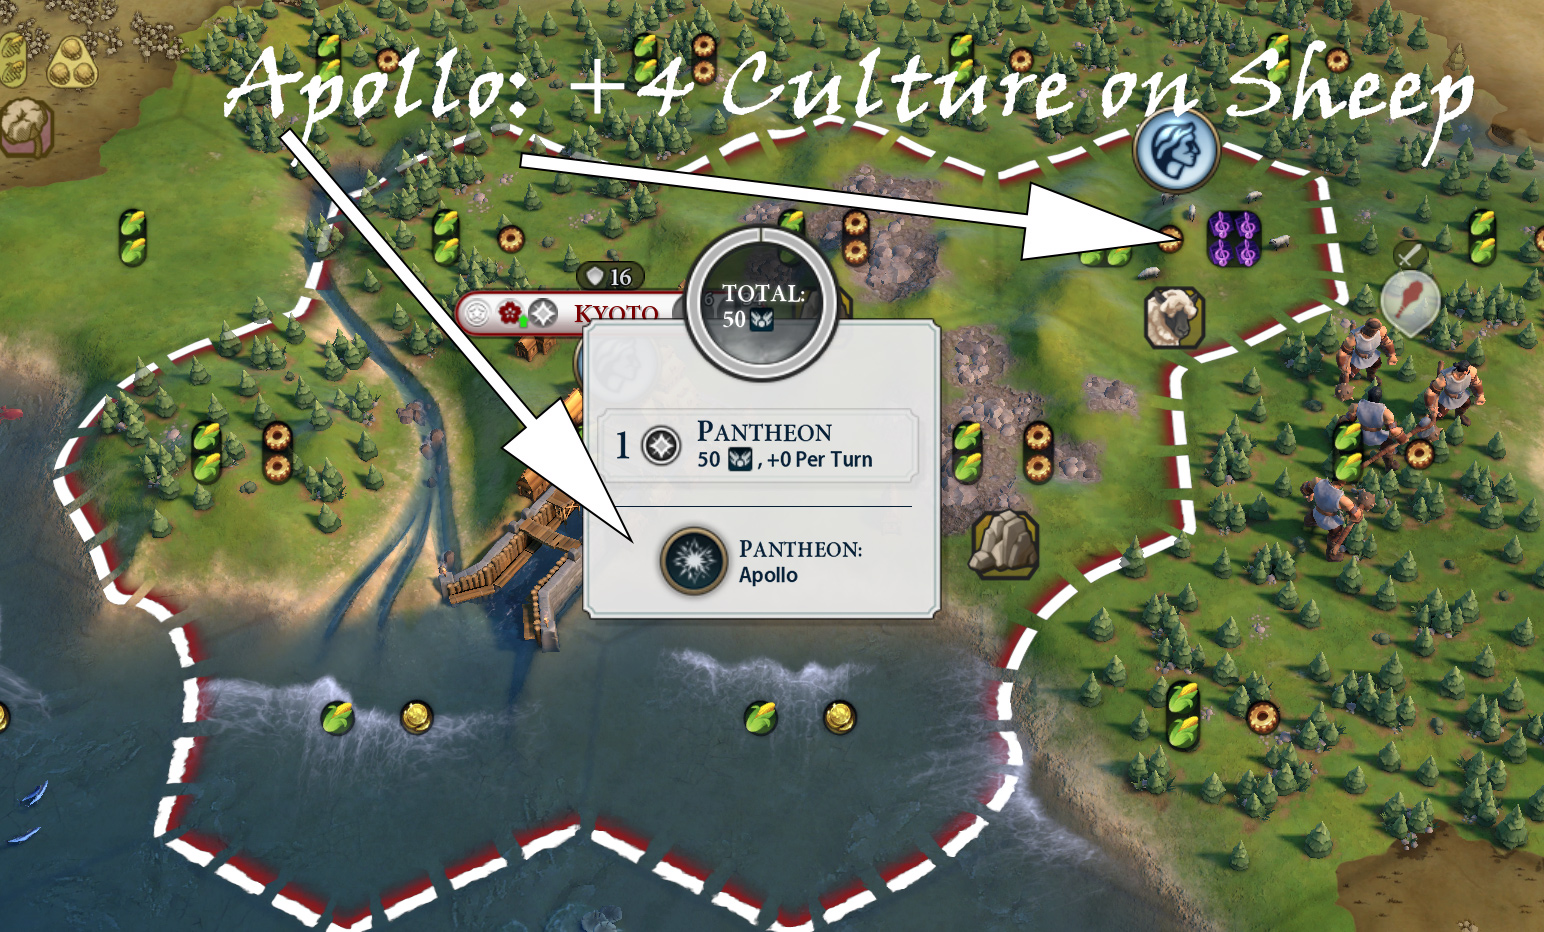 Apollo: +4 Culture on Sheep
16
KYOTO
TOTAL:
50
1 PANTHEON
50 , +0 Per Turn
PANTHEON:
Apollo